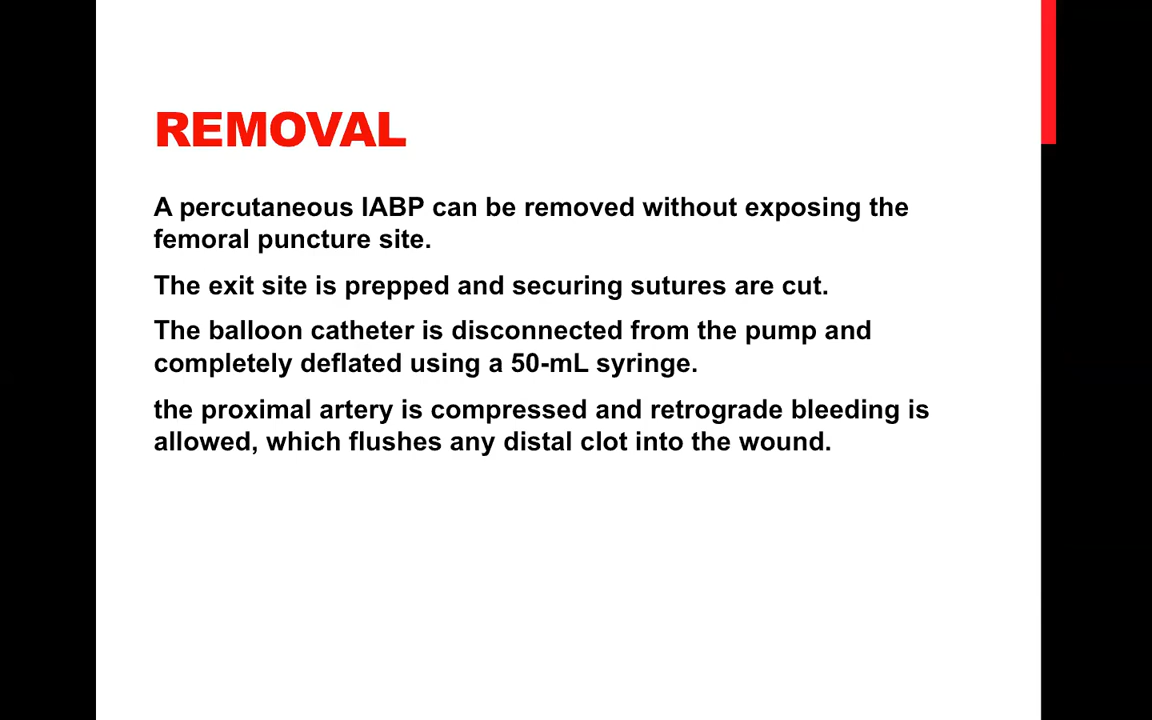 REMOVAL
A percutaneous IABP can be removed without exposing the
femoral puncture site.
The exit site is prepped and securing sutures are cut.
The balloon catheter is disconnected from the pump and
completely deflated using a 50-mL syringe.
the proximal artery is compressed and retrograde bleeding is
allowed, which flushes any distal clot into the wound.